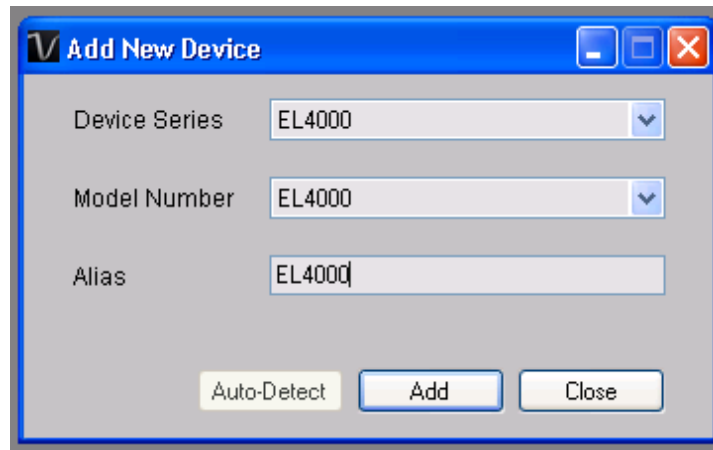 Add New Device
Device Series EL4000
Model Number EL4000
Alias EL4000
Auto-Detect Add Close